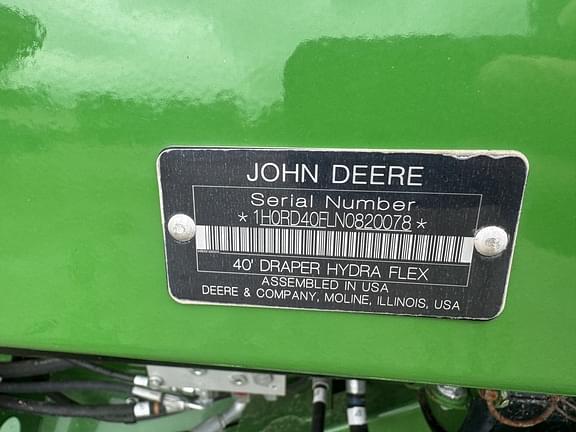 JOHN DEERE
Serial Number
*1H0RD40FLN0820078*
40' DRAPER HYDRA FLEX
ASSEMBLED IN USA
DEERE & COMPANY, MOLINE, ILLINOIS, USA